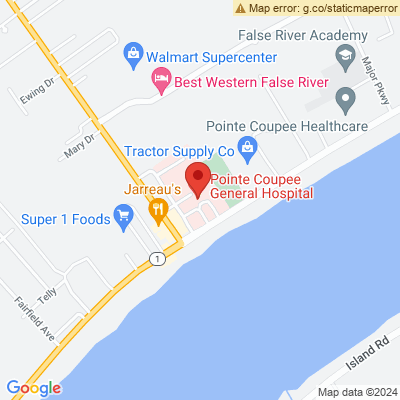 Map error: g.co/staticmaperror
False River Academy
Walmart Supercenter
Major Pkwy
Best Western False River
Ewing Dr
Pointe Coupee Healthcare
Mary Dr
Tractor Supply Co
Jarreau's
Pointe Coupee
General Hospital
Super 1 Foods
1
Telly
Fairfield Ave
Island Rd
Google
Map data ©2024